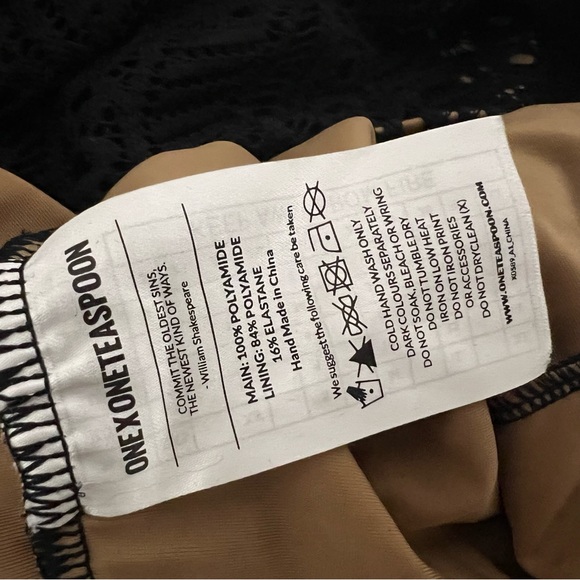 ONEXONETEASPOON
COMMIT THE OLDEST SINS,
THE NEWEST KIND OF WAYS.
- William Shakespeare
MAIN: 100% POLYAMIDE
LINING: 84% POLYAMIDE
16% ELASTANE
Hand Made in China
We suggest the following care be taken
COLD HAND WASH ONLY
DARK COLOURS SEPARATELY
DO NOT SOAK, BLEACH OR WRING
DO NOT TUMBLE DRY
IRON ON LOW HEAT
DO NOT IRON PRINT
OR ACCESSORIES
DO NOT DRYCLEAN (X)
WWW.ONETEASPOON.COM